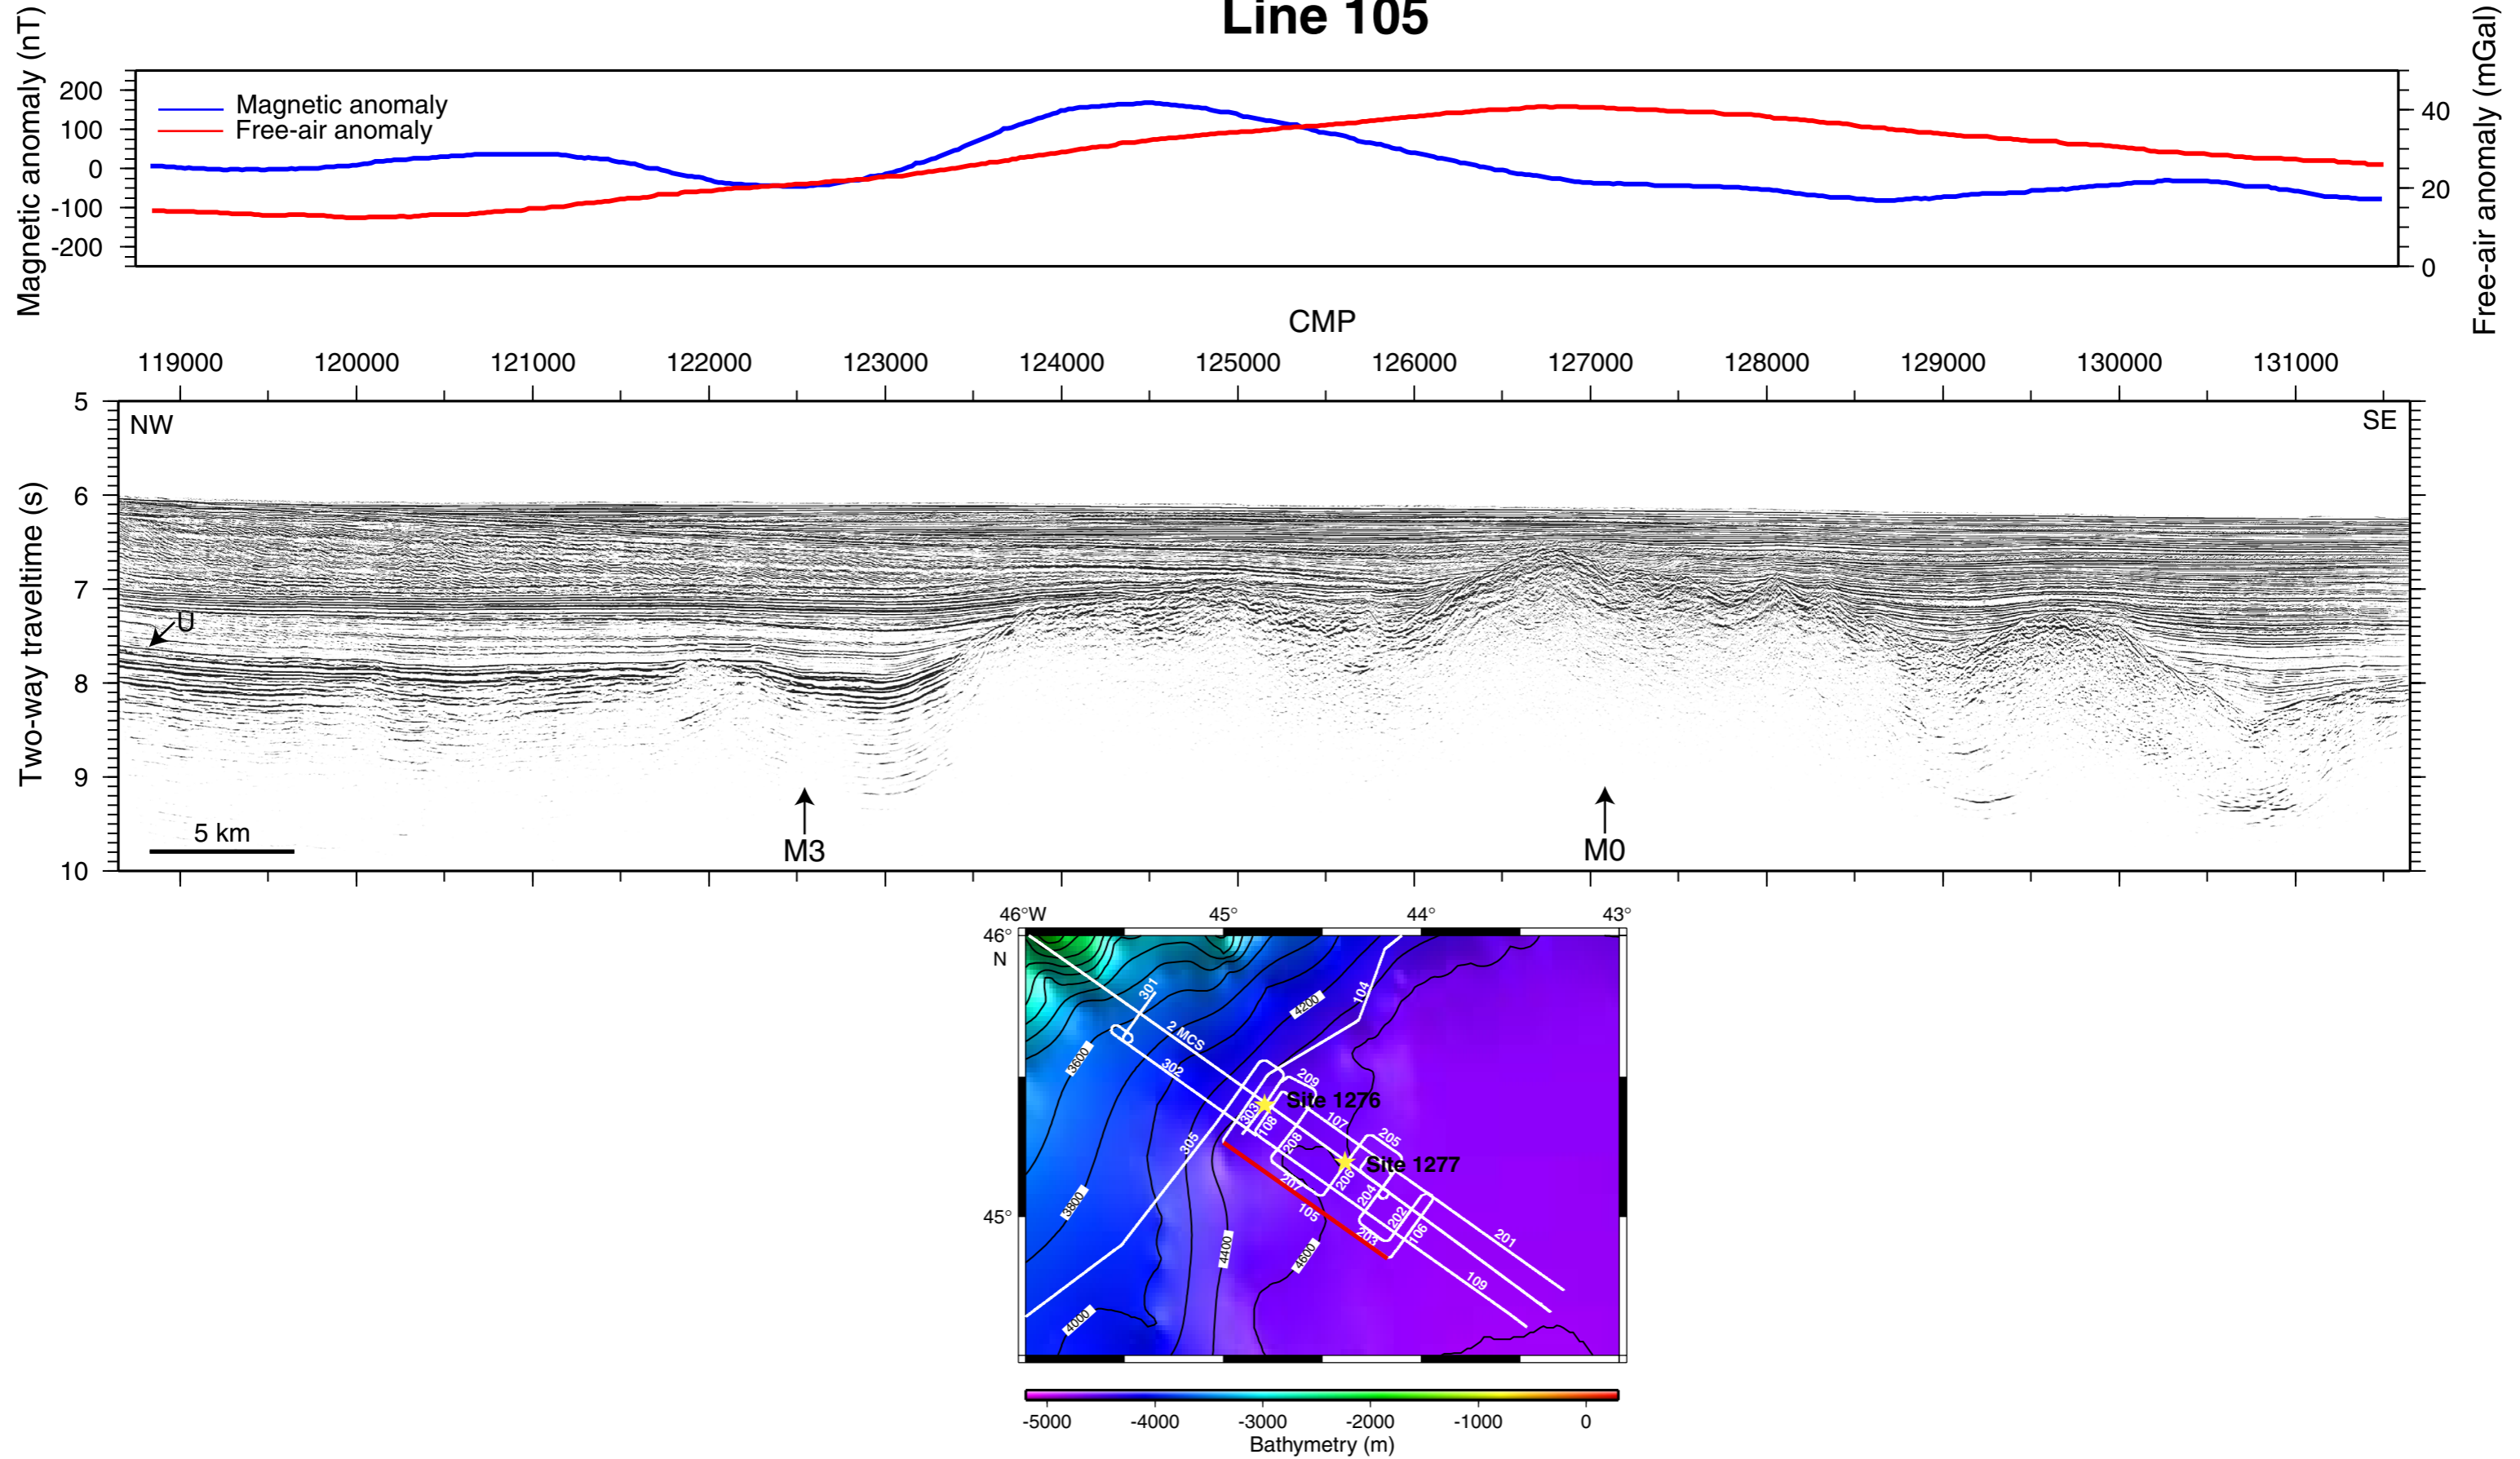 Line 105
Magnetic anomaly (nT)
Free-air anomaly (mGal)
200
100
0
-100
-200
Magnetic anomaly
Free-air anomaly
40
20
0
CMP
119000 120000 121000 122000 123000 124000 125000 126000 127000 128000 129000 130000 131000
Two-way traveltime (s)
5
6
7
8
9
10
NW
SE
U
5 km
M3
M0
46°W 45° 44° 43°
46°
N
45°
301
2 MCS
302
104
4200
3600
209
Site 1276
303
108
107
305
208
205
Site 1277
207
206
204
3800
105
202
203
106
201
4400
4600
109
4000
-5000 -4000 -3000 -2000 -1000 0
Bathymetry (m)